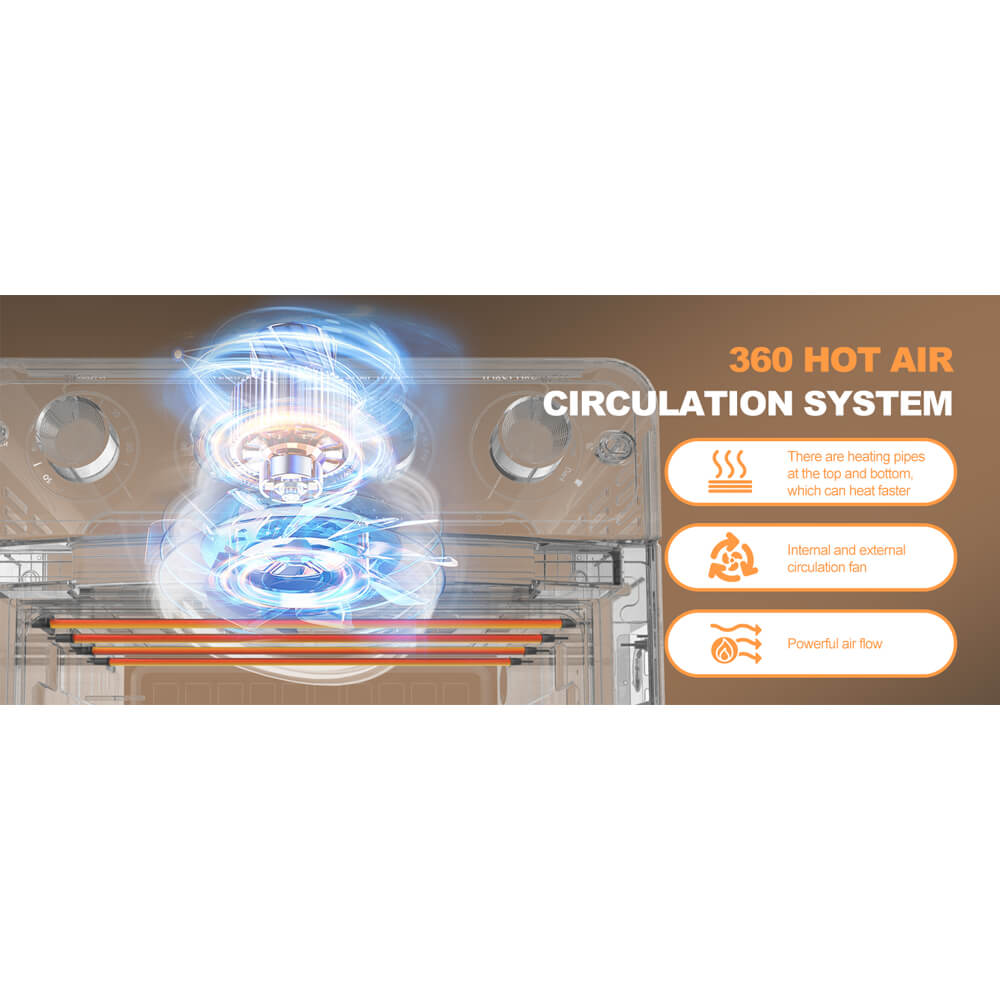 360 HOT AIR
CIRCULATION SYSTEM
There are heating pipes
at the top and bottom,
which can heat faster
Internal and external
circulation fan
Powerful air flow